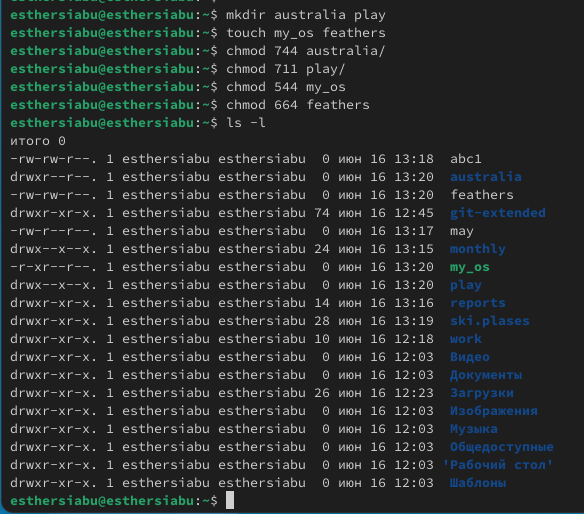 esthersiabu@esthersiabu:~$ mkdir australia play
esthersiabu@esthersiabu:~$ touch my_os feathers
esthersiabu@esthersiabu:~$ chmod 744 australia/
esthersiabu@esthersiabu:~$ chmod 711 play/
esthersiabu@esthersiabu:~$ chmod 544 my_os
esthersiabu@esthersiabu:~$ chmod 664 feathers
esthersiabu@esthersiabu:~$ ls -l
итого 0
-rw-rw-r--. 1 esthersiabu esthersiabu  0 июн 16 13:18  abc1
drwxr--r--. 1 esthersiabu esthersiabu  0 июн 16 13:20  australia
-rw-rw-r--. 1 esthersiabu esthersiabu  0 июн 16 13:20  feathers
drwxr-xr-x. 1 esthersiabu esthersiabu 74 июн 16 12:45  git-extended
-rw-r--r--. 1 esthersiabu esthersiabu  0 июн 16 13:17  may
drwx--x--x. 1 esthersiabu esthersiabu 24 июн 16 13:15  monthly
-r-xr--r--. 1 esthersiabu esthersiabu  0 июн 16 13:20  my_os
drwx--x--x. 1 esthersiabu esthersiabu  0 июн 16 13:20  play
drwxr-xr-x. 1 esthersiabu esthersiabu 14 июн 16 13:16  reports
drwxr-xr-x. 1 esthersiabu esthersiabu 28 июн 16 13:19  ski.plases
drwxr-xr-x. 1 esthersiabu esthersiabu 10 июн 16 12:18  work
drwxr-xr-x. 1 esthersiabu esthersiabu  0 июн 16 12:03  Видео
drwxr-xr-x. 1 esthersiabu esthersiabu  0 июн 16 12:03  Документы
drwxr-xr-x. 1 esthersiabu esthersiabu 26 июн 16 12:23  Загрузки
drwxr-xr-x. 1 esthersiabu esthersiabu  0 июн 16 12:03  Изображения
drwxr-xr-x. 1 esthersiabu esthersiabu  0 июн 16 12:03  Музыка
drwxr-xr-x. 1 esthersiabu esthersiabu  0 июн 16 12:03  Общедоступные
drwxr-xr-x. 1 esthersiabu esthersiabu  0 июн 16 12:03 'Рабочий стол'
drwxr-xr-x. 1 esthersiabu esthersiabu  0 июн 16 12:03  Шаблоны
esthersiabu@esthersiabu:~$